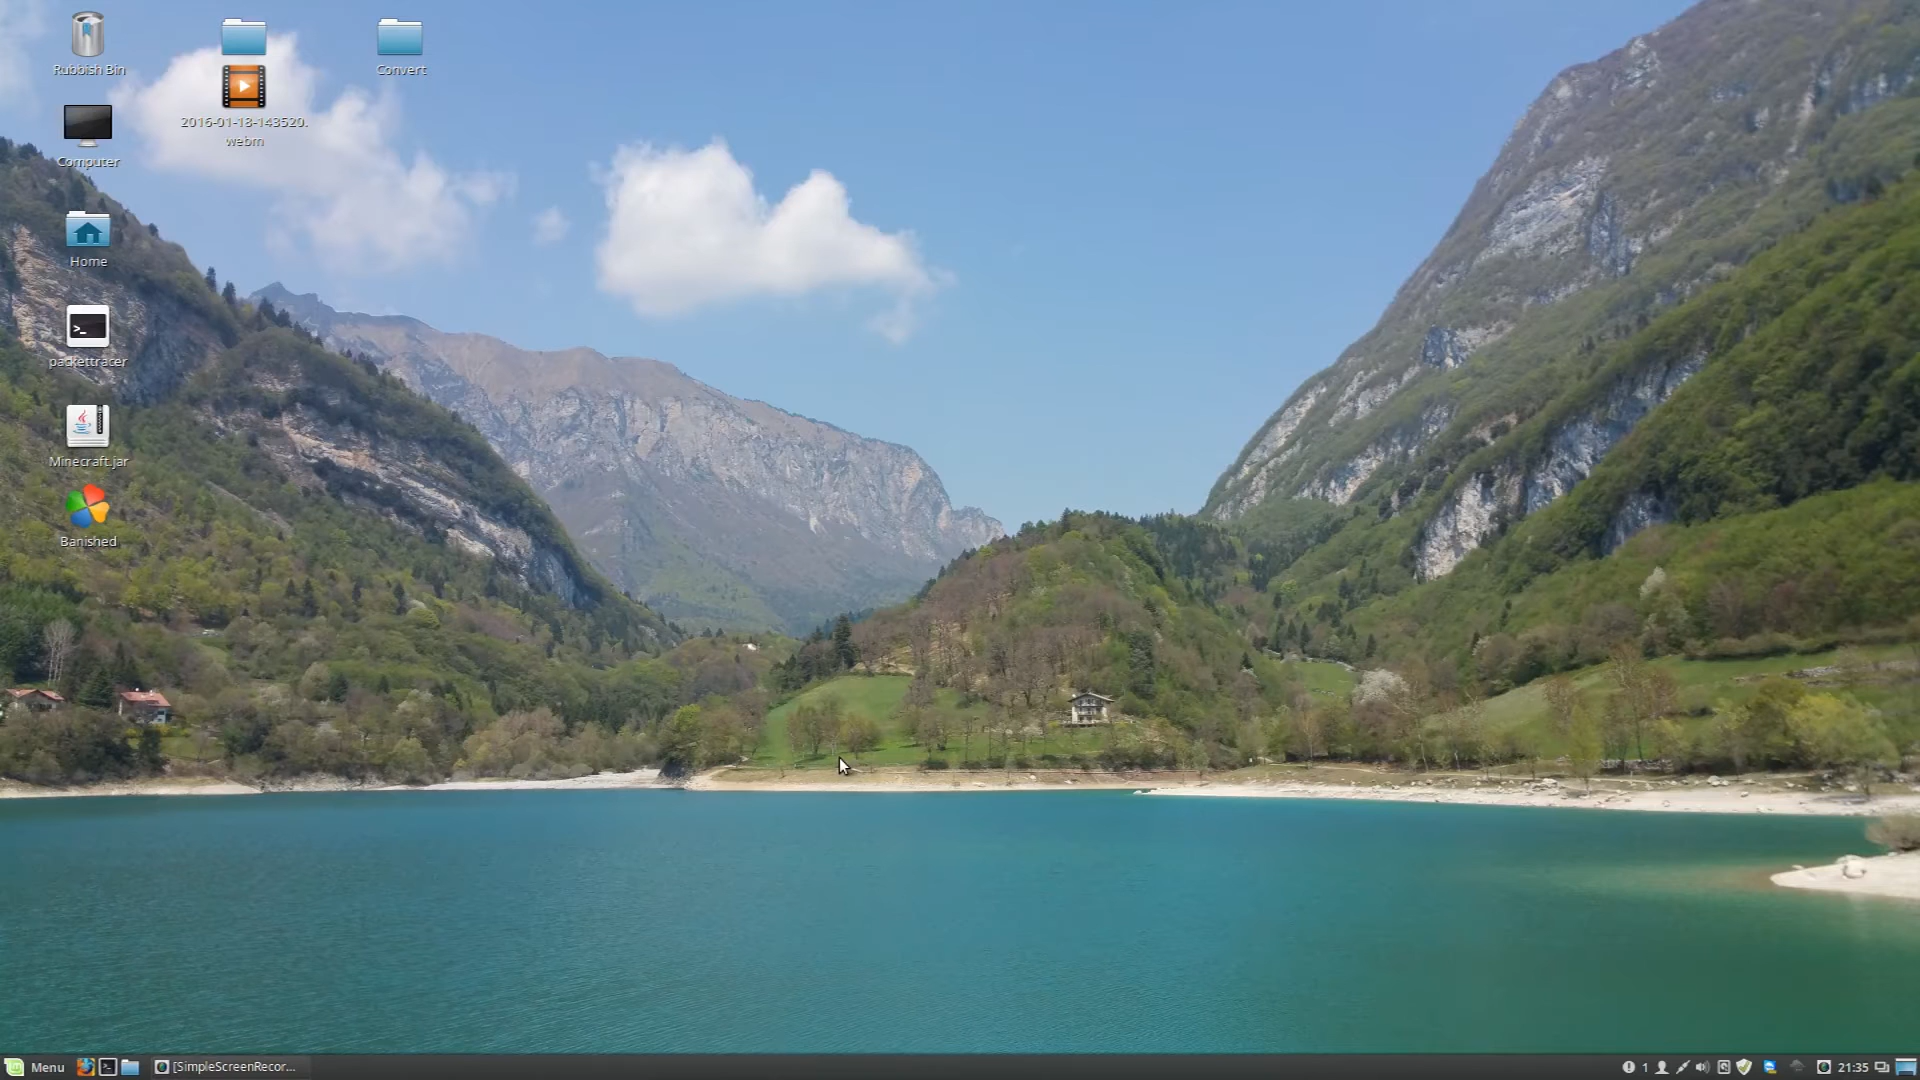 Rubbish Bin
Convert
2016-01-18-143520.
webm
Computer
Home
packettracer
Minecraft.jar
Banished
Menu
[SimpleScreenRecor...
1
21:35